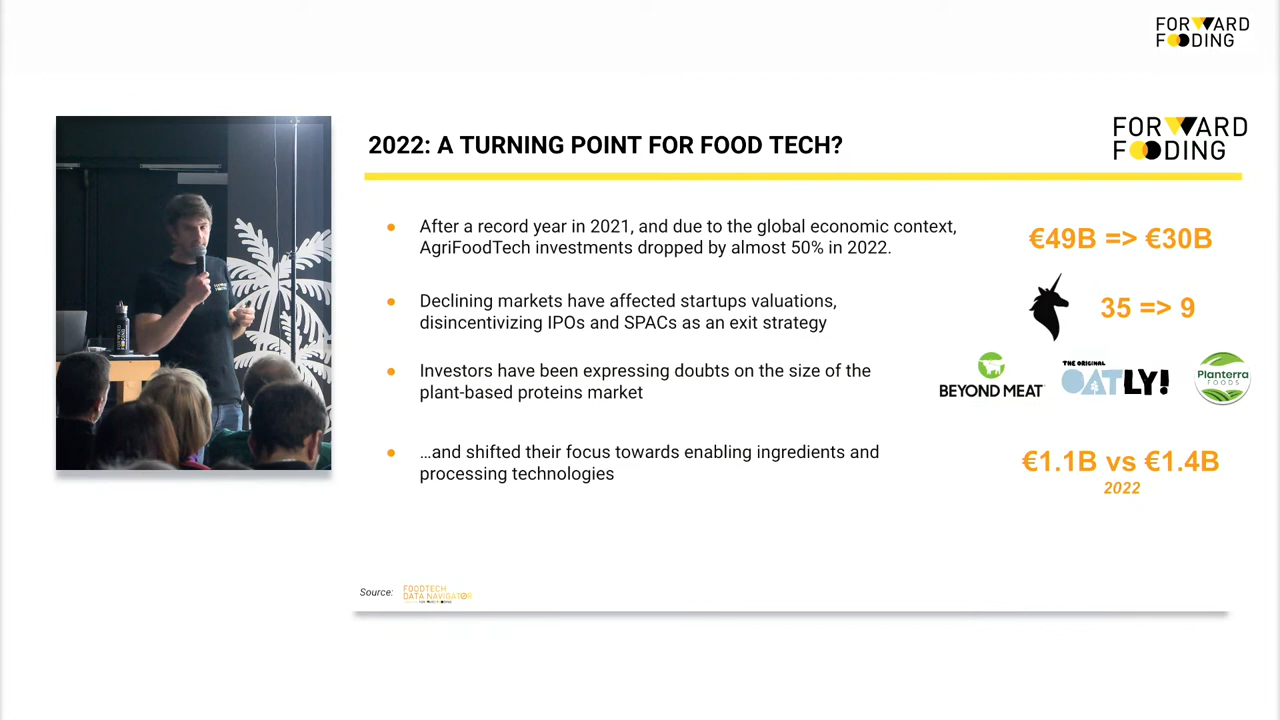 FORWARD
FOODING
2022: A TURNING POINT FOR FOOD TECH?
FORWARD
FOODING
After a record year in 2021, and due to the global economic context,
AgriFoodTech investments dropped by almost 50% in 2022.
€49B => €30B
Declining markets have affected startups valuations,
disincentivizing IPOs and SPACs as an exit strategy
35 => 9
Investors have been expressing doubts on the size of the
plant-based proteins market
BEYOND MEAT
THE ORIGINAL
OATLY!
Planterra
FOODS
…and shifted their focus towards enabling ingredients and
processing technologies
€1.1B vs €1.4B
2022
Source:
FOODTECH
DATA NAVIGATOR